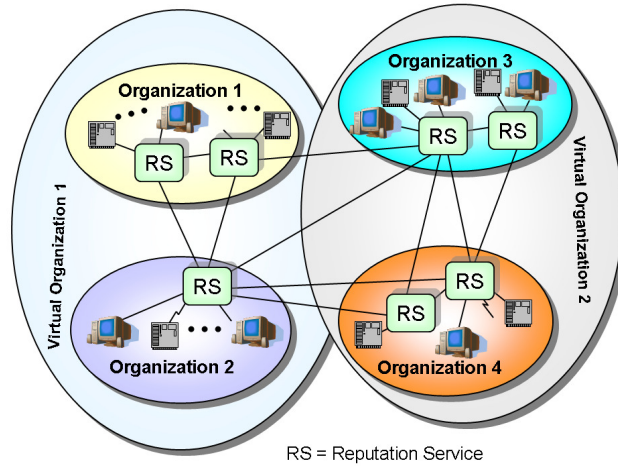 Organization 1
RS
RS
Organization 3
RS
RS
Virtual Organization 1
Virtual Organization 2
RS
Organization 2
RS
RS
Organization 4
RS = Reputation Service